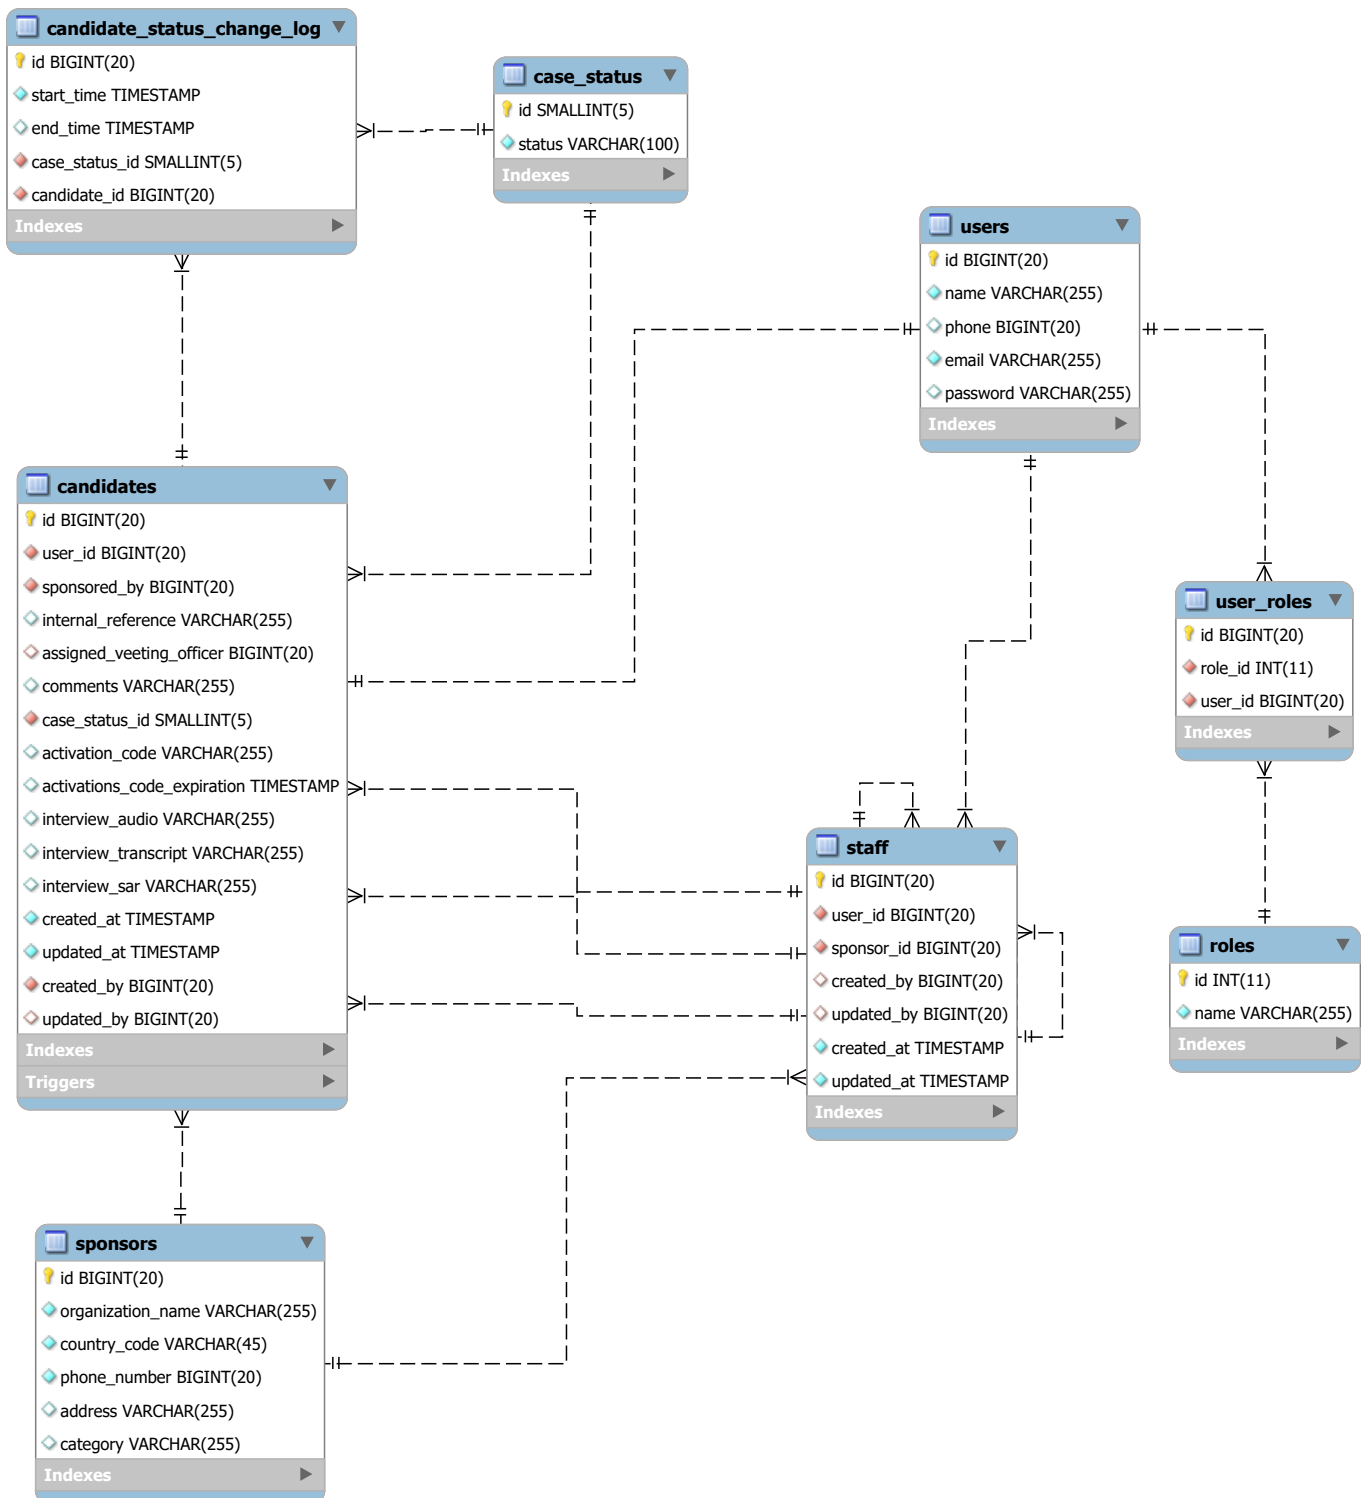 candidate_status_change_log
id BIGINT(20)
start_time TIMESTAMP
end_time TIMESTAMP
case_status_id SMALLINT(5)
candidate_id BIGINT(20)
Indexes
case_status
id SMALLINT(5)
status VARCHAR(100)
Indexes
users
id BIGINT(20)
name VARCHAR(255)
phone BIGINT(20)
email VARCHAR(255)
password VARCHAR(255)
Indexes
candidates
id BIGINT(20)
user_id BIGINT(20)
sponsored_by BIGINT(20)
internal_reference VARCHAR(255)
assigned_veeting_officer BIGINT(20)
comments VARCHAR(255)
case_status_id SMALLINT(5)
activation_code VARCHAR(255)
activations_code_expiration TIMESTAMP
interview_audio VARCHAR(255)
interview_transcript VARCHAR(255)
interview_sar VARCHAR(255)
created_at TIMESTAMP
updated_at TIMESTAMP
created_by BIGINT(20)
updated_by BIGINT(20)
Indexes
Triggers
user_roles
id BIGINT(20)
role_id INT(11)
user_id BIGINT(20)
Indexes
staff
id BIGINT(20)
user_id BIGINT(20)
sponsor_id BIGINT(20)
created_by BIGINT(20)
updated_by BIGINT(20)
created_at TIMESTAMP
updated_at TIMESTAMP
Indexes
roles
id INT(11)
name VARCHAR(255)
Indexes
sponsors
id BIGINT(20)
organization_name VARCHAR(255)
country_code VARCHAR(45)
phone_number BIGINT(20)
address VARCHAR(255)
category VARCHAR(255)
Indexes